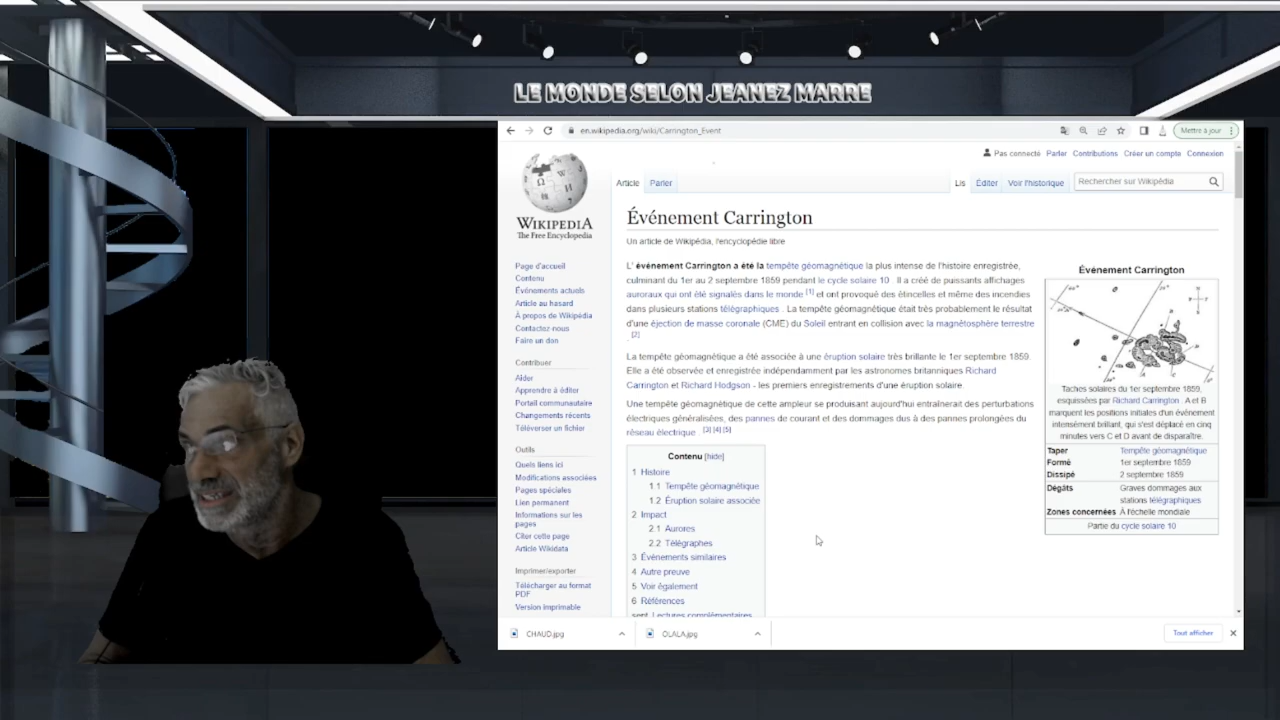 LE MONDE SELON JEANEZ MARRE
en.wikipedia.org/wiki/Carrington_Event
Mettre à jour
Pas connecté Parler Contributions Créer un compte Connexion
Article Parler
Lis Éditer Voir l'historique
Rechercher sur Wikipédia
WIKIPEDIA
The Free Encyclopedia
Page d'accueil
Contenu
Événements actuels
Article au hasard
À propos de Wikipédia
Contactez-nous
Faire un don
Contribuer
Aider
Apprendre à éditer
Portail communautaire
Changements récents
Téléverser un fichier
Outils
Quels liens ici
Modifications associées
Pages spéciales
Lien permanent
Informations sur les
pages
Citer cette page
Article Wikidata
Imprimer/exporter
Télécharger au format
PDF
Version imprimable
Événement Carrington
Un article de Wikipédia, l'encyclopédie libre
L' événement Carrington a été la tempête géomagnétique la plus intense de l'histoire enregistrée,
culminant du 1er au 2 septembre 1859 pendant le cycle solaire 10 . Il a créé de puissants affichages
auroraux qui ont été signalés dans le monde [1] et ont provoqué des étincelles et même des incendies
dans plusieurs stations télégraphiques . La tempête géomagnétique était très probablement le résultat
d'une éjection de masse coronale (CME) du Soleil entrant en collision avec la magnétosphère terrestre
. [2]
La tempête géomagnétique a été associée à une éruption solaire très brillante le 1er septembre 1859.
Elle a été observée et enregistrée indépendamment par les astronomes britanniques Richard
Carrington et Richard Hodgson - les premiers enregistrements d'une éruption solaire.
Une tempête géomagnétique de cette ampleur se produisant aujourd'hui entraînerait des perturbations
électriques généralisées, des pannes de courant et des dommages dus à des pannes prolongées du
réseau électrique . [3] [4] [5]
Contenu [hide]
1 Histoire
1.1 Tempête géomagnétique
1.2 Éruption solaire associée
2 Impact
2.1 Aurores
2.2 Télégraphes
3 Événements similaires
4 Autre preuve
5 Voir également
6 Références
sept Lectures complémentaires
Événement Carrington
Taches solaires du 1er septembre 1859,
esquissées par Richard Carrington . A et B
marquent les positions initiales d'un événement
intensément brillant, qui s'est déplacé en cinq
minutes vers C et D avant de disparaître.
Taper Tempête géomagnétique
Formé 1er septembre 1859
Dissipé 2 septembre 1859
Dégâts Graves dommages aux
stations télégraphiques
Zones concernées À l'échelle mondiale
Partie du cycle solaire 10
CHAUD.jpg
OLALA.jpg
Tout afficher